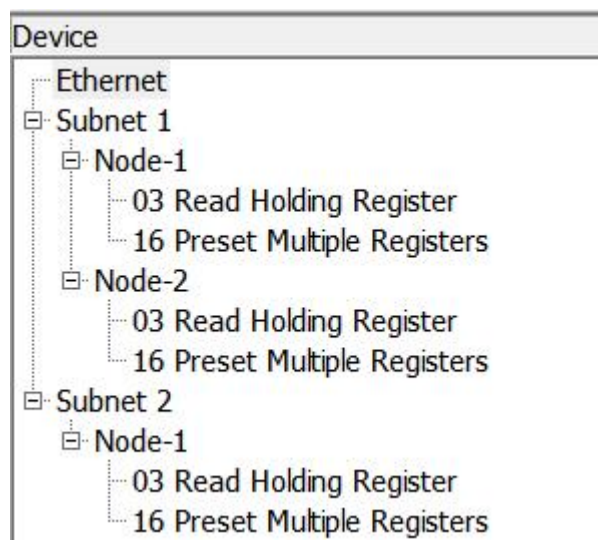 Device
Ethernet
Subnet 1
Node-1
03 Read Holding Register
16 Preset Multiple Registers
Node-2
03 Read Holding Register
16 Preset Multiple Registers
Subnet 2
Node-1
03 Read Holding Register
16 Preset Multiple Registers